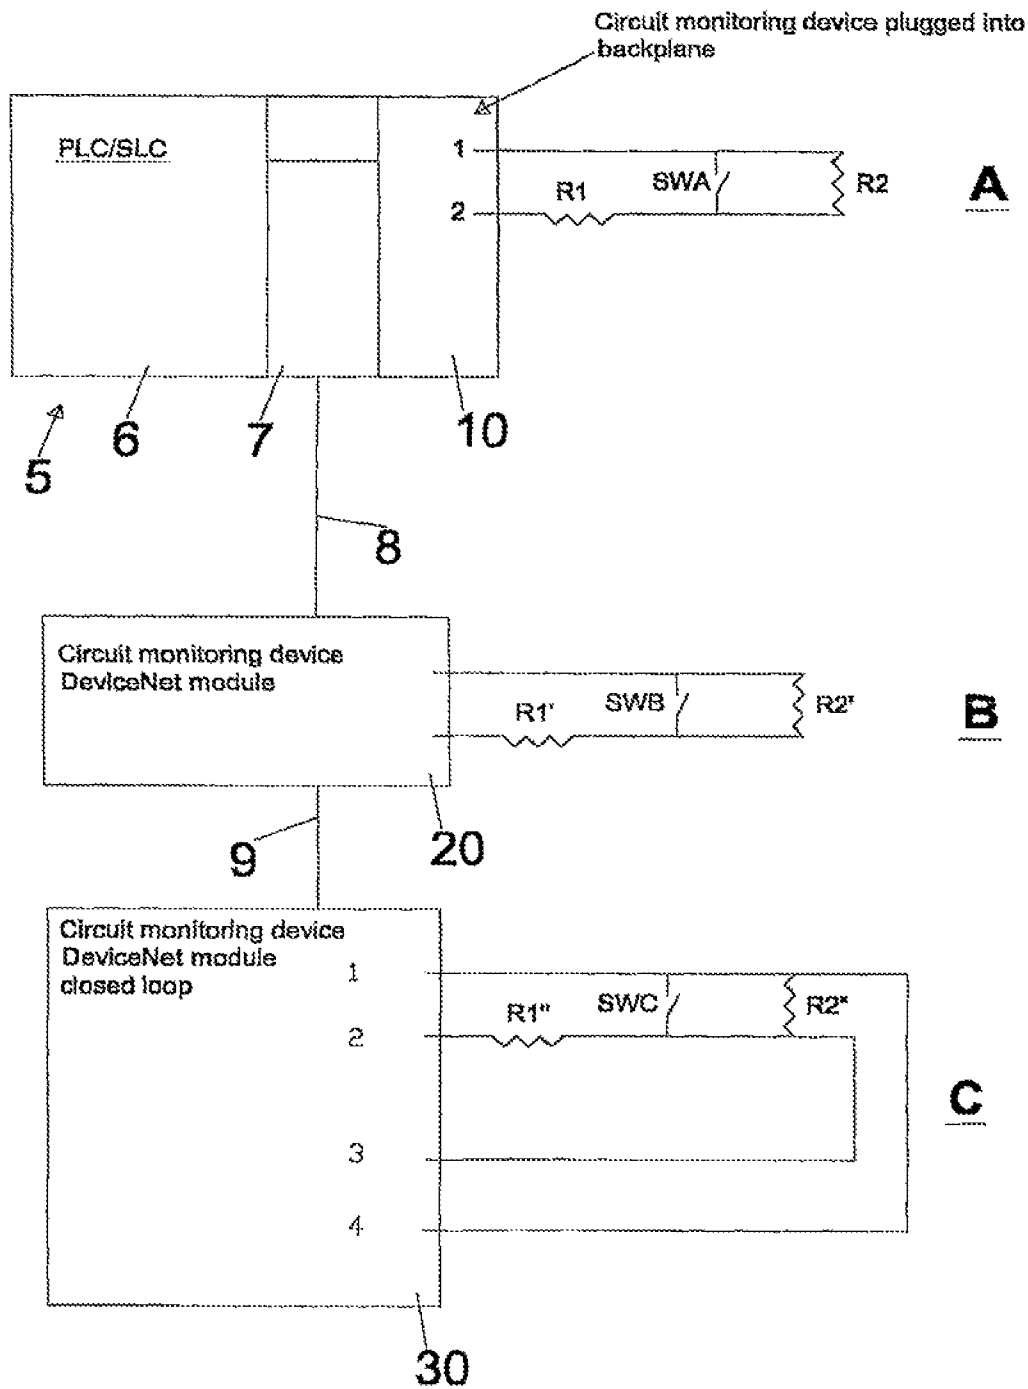 Circuit monitoring device plugged into
backplane
PLC/SLC
1
2
R1
SWA
R2
A
5
6
7
10
8
Circuit monitoring device
DeviceNet module
R1'
SWB
R2'
B
9
20
Circuit monitoring device
DeviceNet module
closed loop
1
2
3
4
R1"
SWC
R2"
C
30